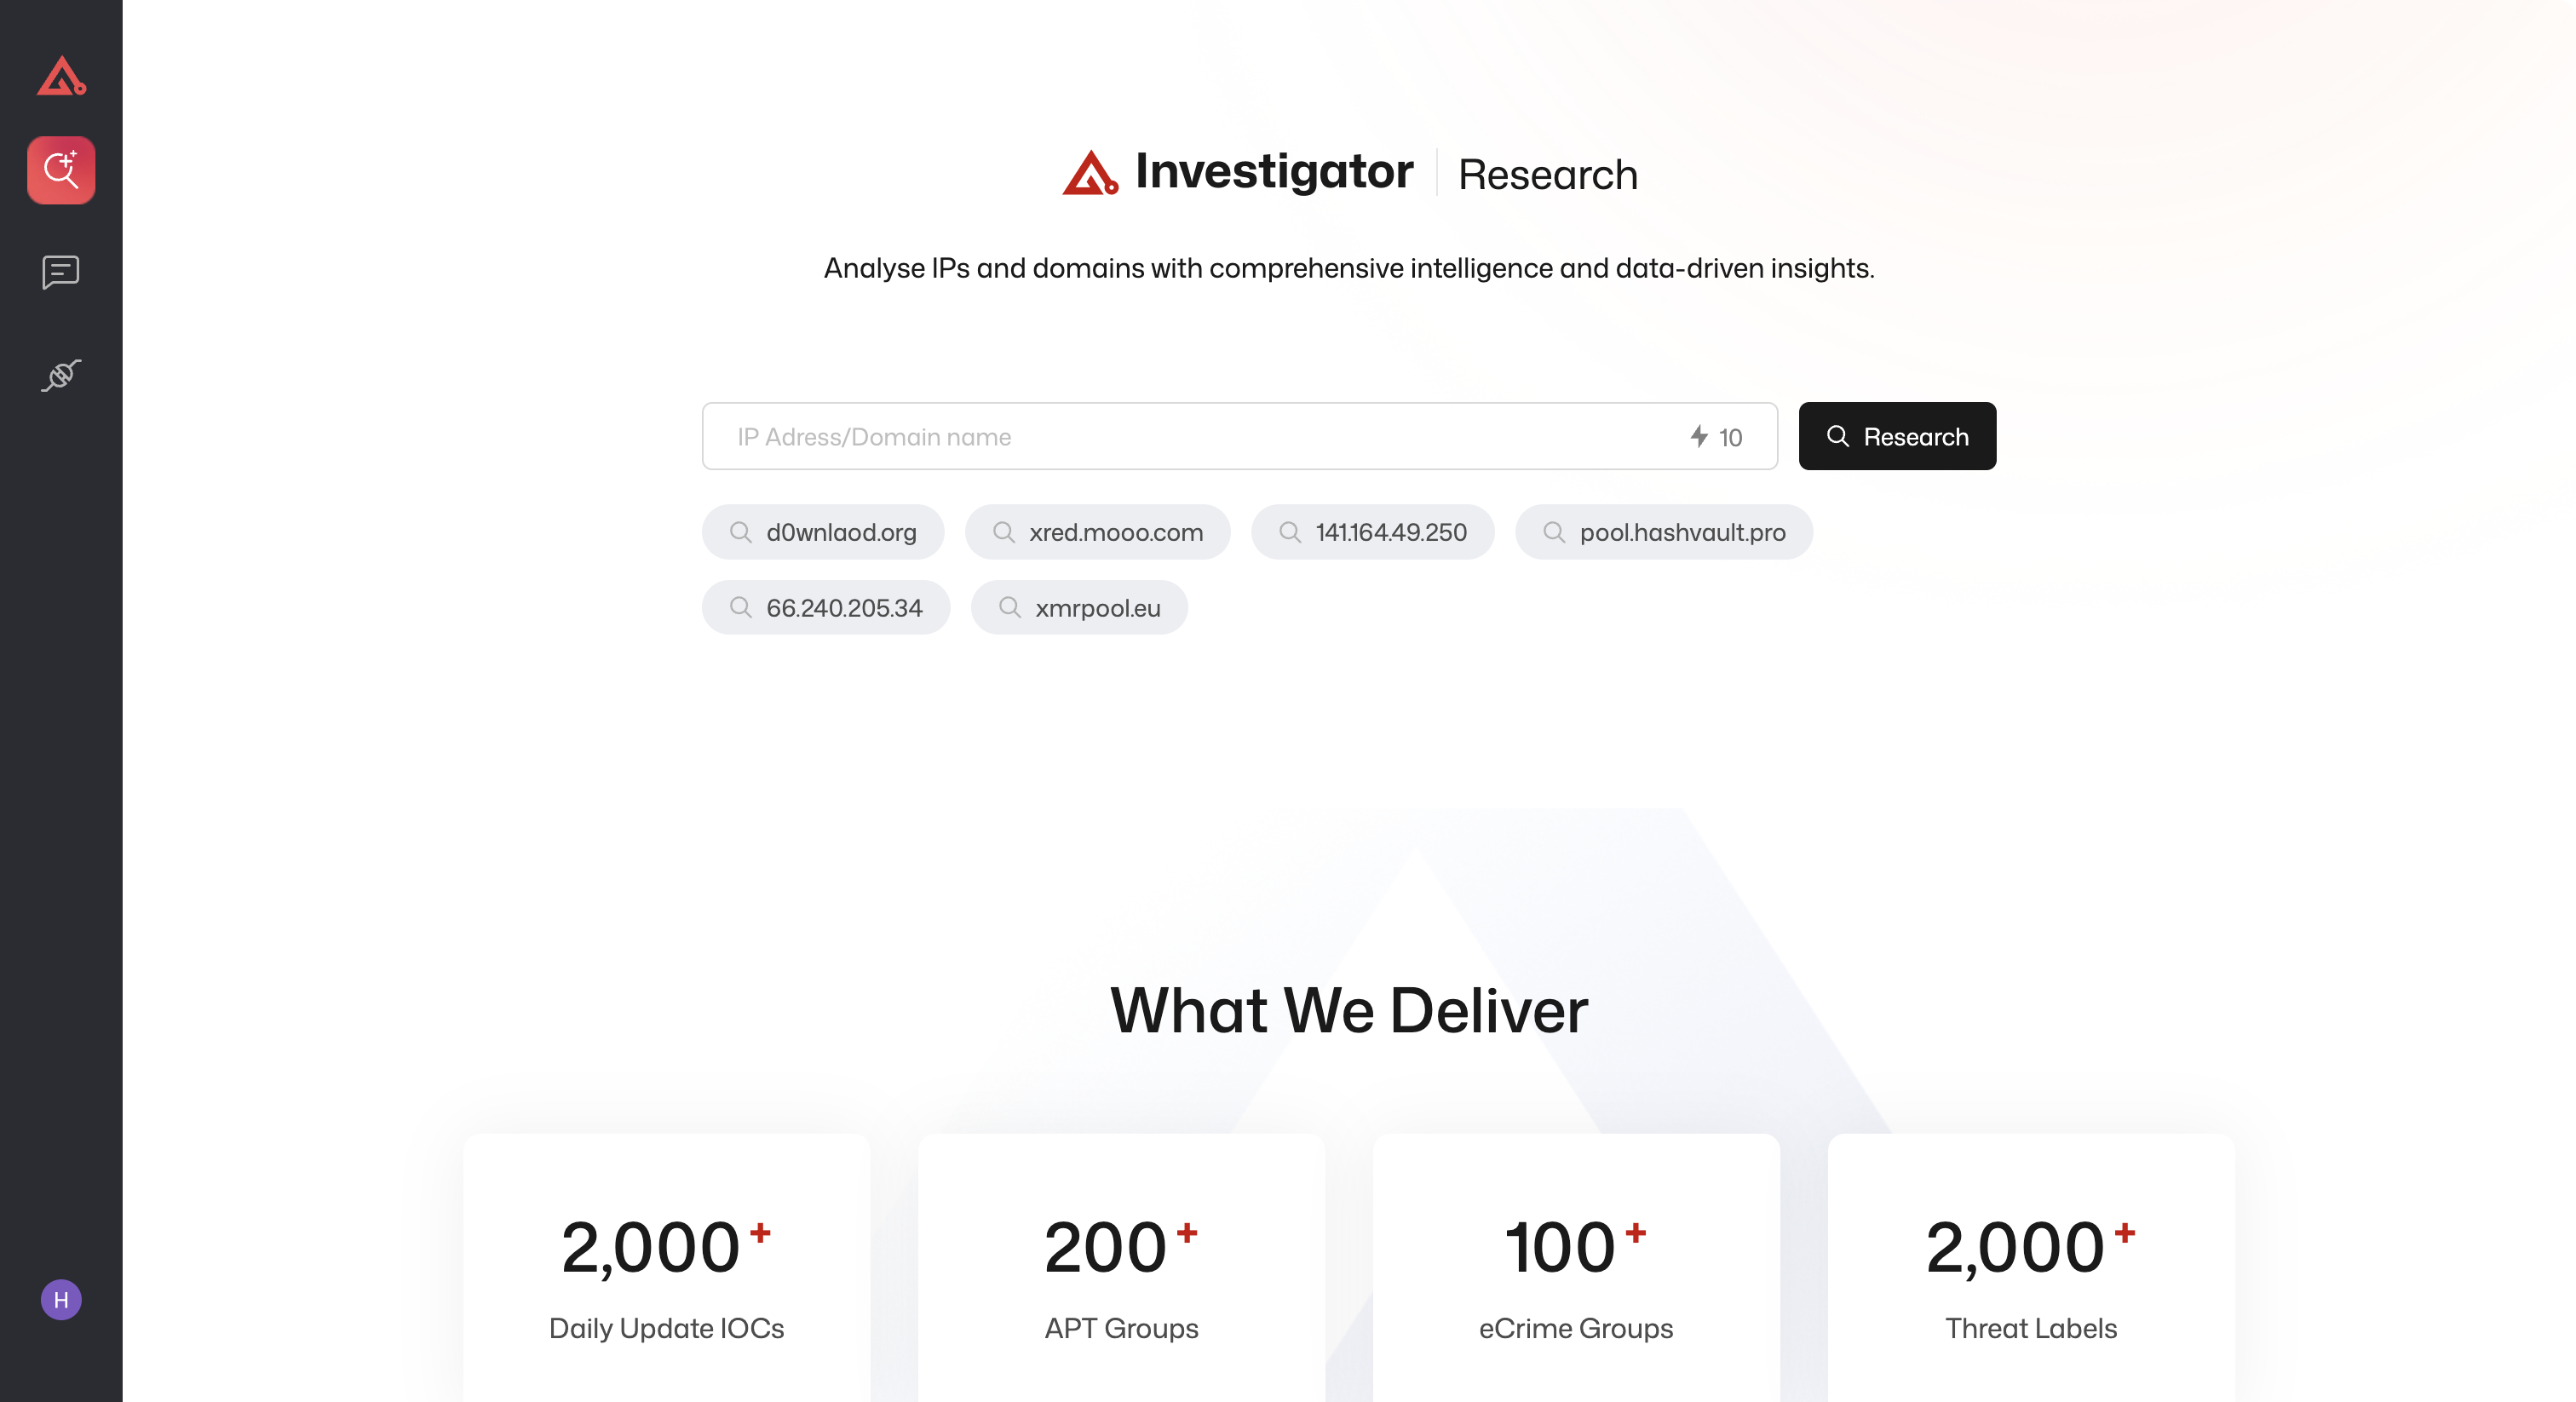 Investigator
Research
Analyse IPs and domains with comprehensive intelligence and data-driven insights.
IP Adress/Domain name
10
Research
d0wnlaod.org
xred.mooo.com
141.164.49.250
pool.hashvault.pro
66.240.205.34
xmrpool.eu
What We Deliver
2,000+
Daily Update IOCs
200+
APT Groups
100+
eCrime Groups
2,000+
Threat Labels
H